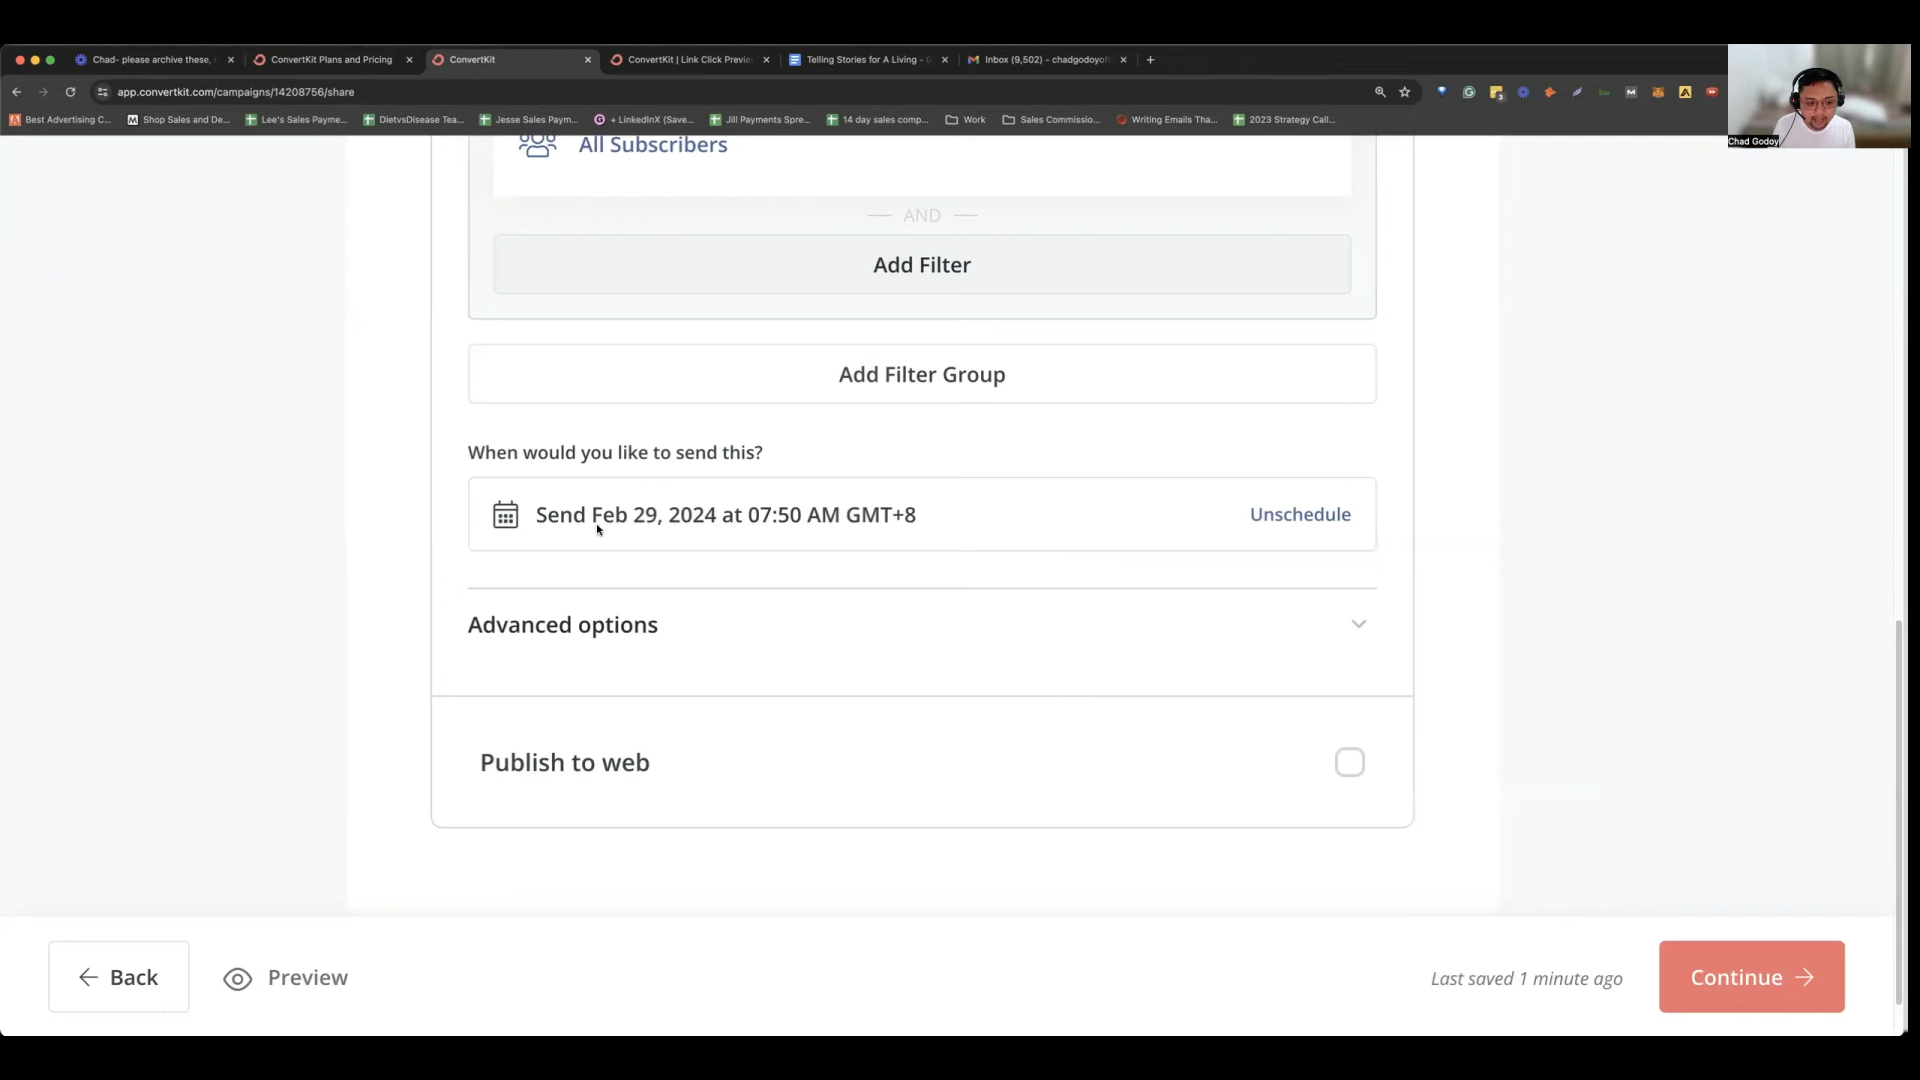 Chad- please archive these,
ConvertKit Plans and Pricing
ConvertKit
ConvertKit | Link Click Previe
Telling Stories for A Living -
Inbox (9,502) - chadgodoyof
app.convertkit.com/campaigns/14208756/share
Best Advertising C...
Shop Sales and De...
Lee's Sales Payme...
DietvsDisease Tea...
Jesse Sales Paym...
+ LinkedInX (Save...
Jill Payments Spre...
14 day sales comp...
Work
Sales Commissio...
Writing Emails Tha...
2023 Strategy Call...
Chad Godoy
All Subscribers
AND
Add Filter
Add Filter Group
When would you like to send this?
Send Feb 29, 2024 at 07:50 AM GMT+8
Unschedule
Advanced options
Publish to web
Back
Preview
Last saved 1 minute ago
Continue